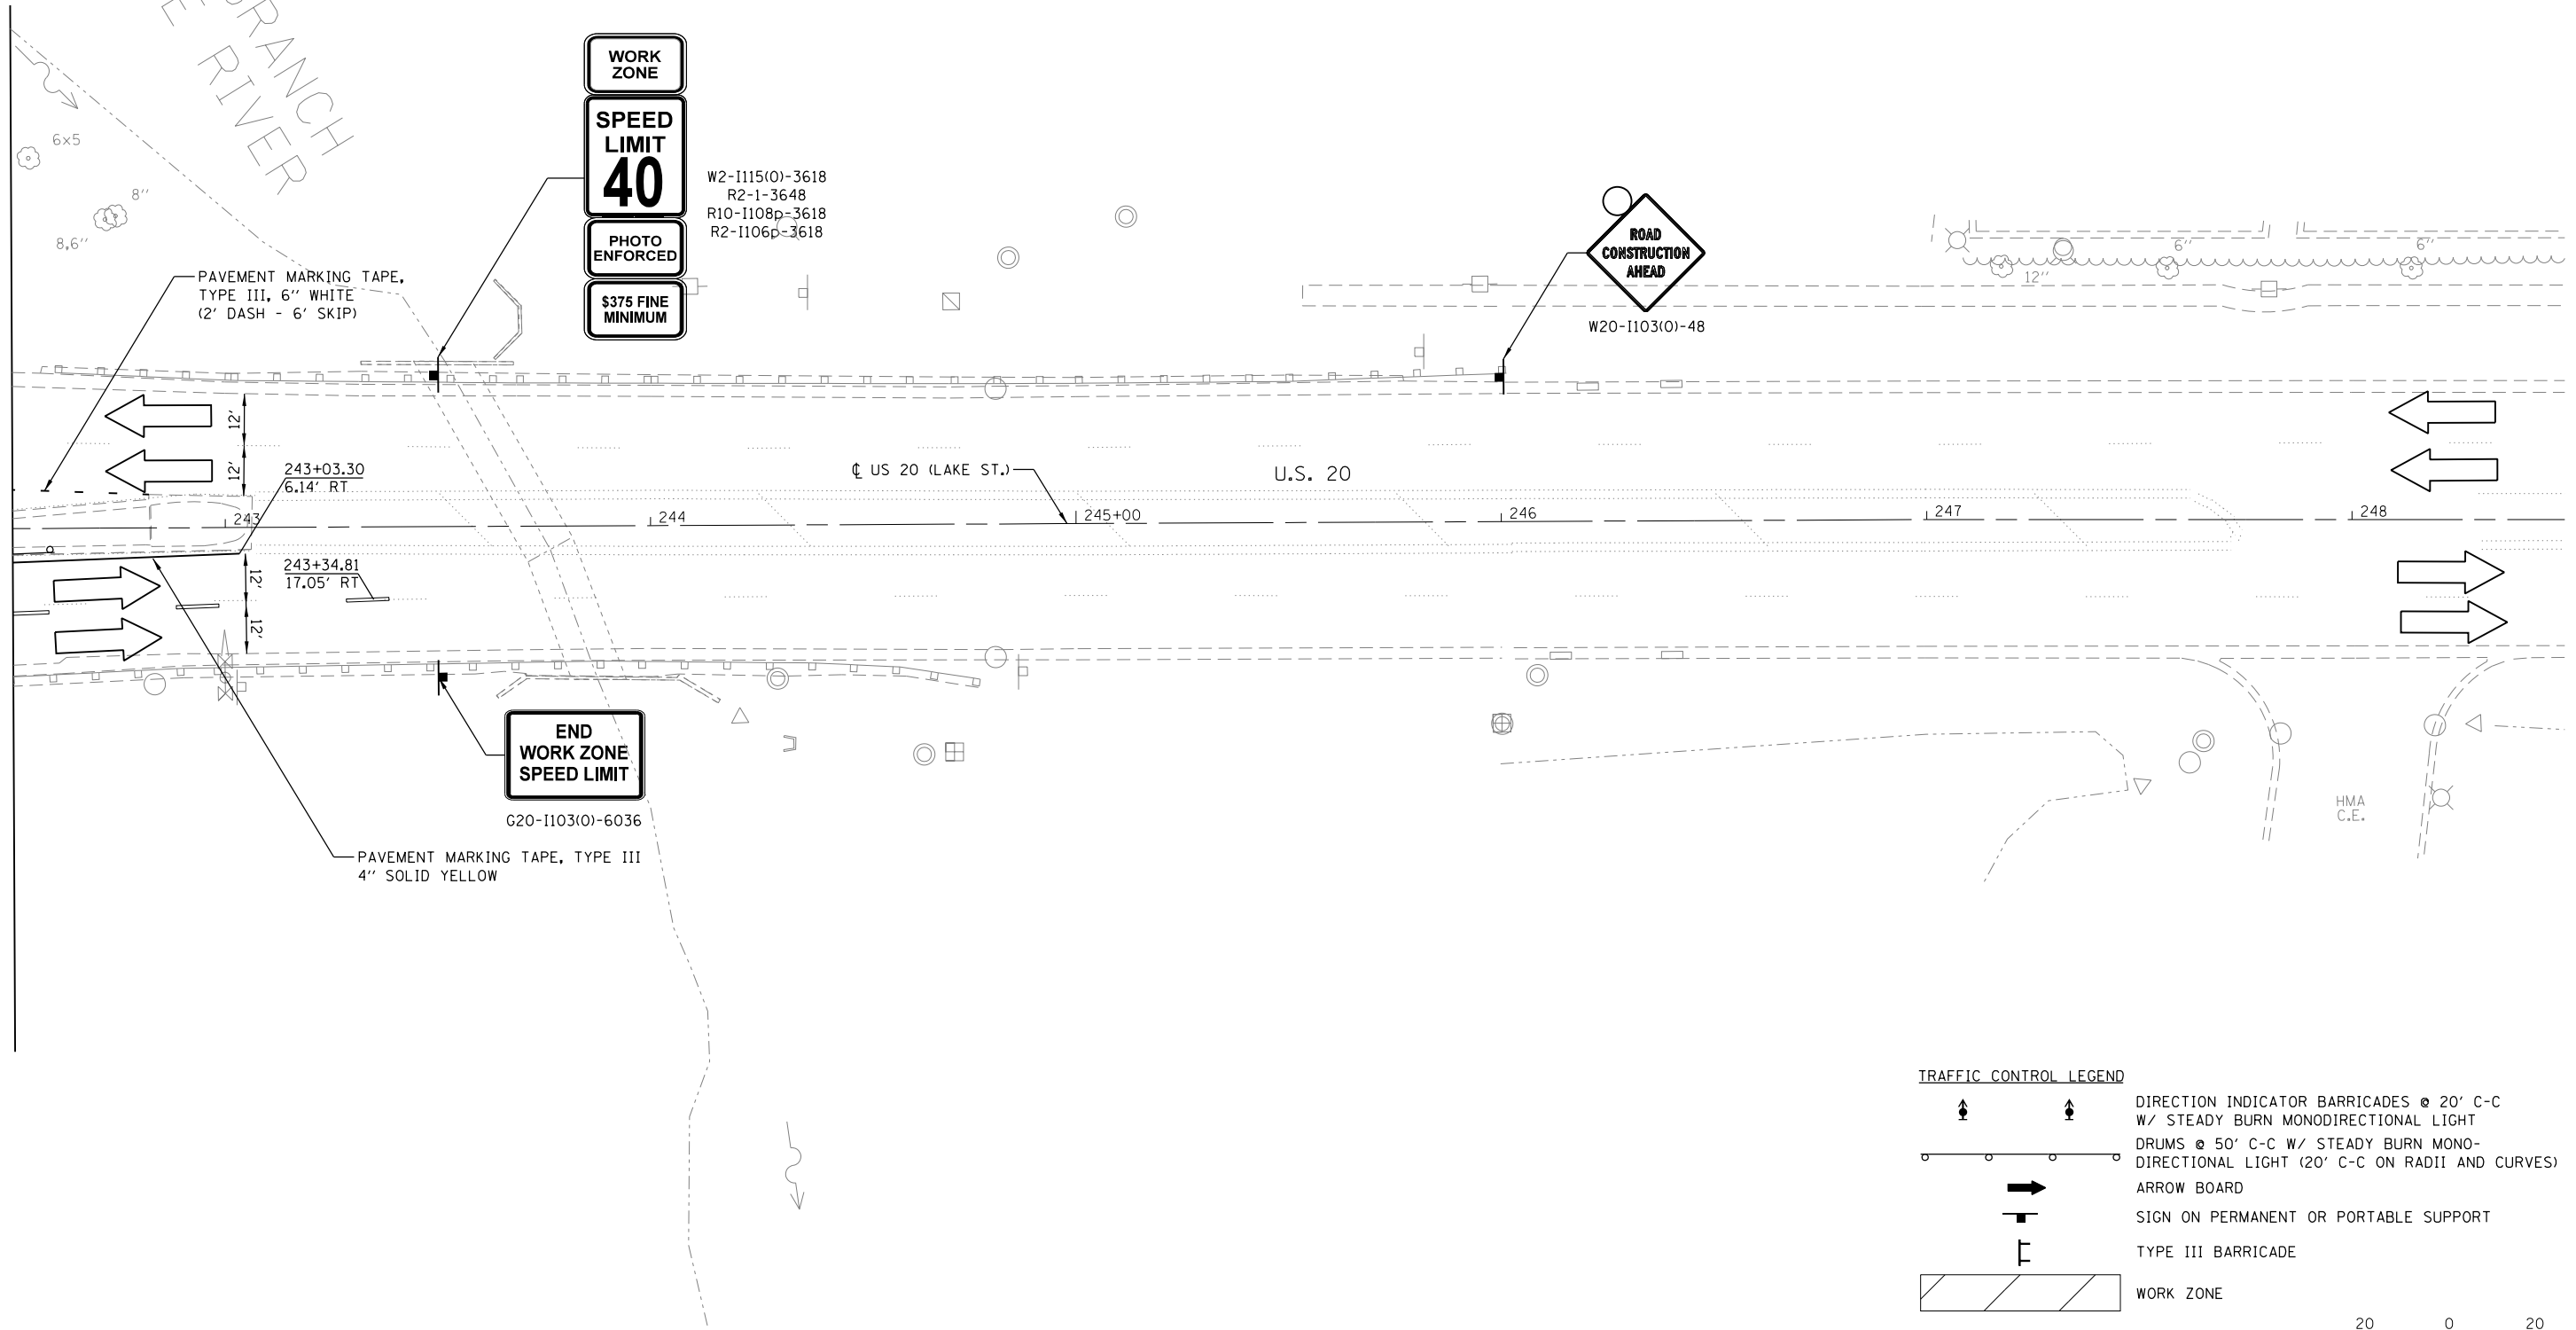 BRANCH
E RIVER
6x5
8''
8,6''
WORK
ZONE
SPEED
LIMIT
40
PHOTO
ENFORCED
$375 FINE
MINIMUM
W2-I115(O)-3618
R2-1-3648
R10-I108p-3618
R2-I106p-3618
PAVEMENT MARKING TAPE,
TYPE III, 6'' WHITE
(2' DASH - 6' SKIP)
ROAD
CONSTRUCTION
AHEAD
W20-I103(O)-48
6''
6''
12''
12'
12'
243+03.30
6.14' RT
℄ US 20 (LAKE ST.)
U.S. 20
243
244
245+00
246
247
248
243+34.81
17.05' RT
12'
12'
END
WORK ZONE
SPEED LIMIT
G20-I103(O)-6036
PAVEMENT MARKING TAPE, TYPE III
4'' SOLID YELLOW
HMA
C.E.
TRAFFIC CONTROL LEGEND
DIRECTION INDICATOR BARRICADES @ 20' C-C
W/ STEADY BURN MONODIRECTIONAL LIGHT
DRUMS @ 50' C-C W/ STEADY BURN MONO-
DIRECTIONAL LIGHT (20' C-C ON RADII AND CURVES)
ARROW BOARD
SIGN ON PERMANENT OR PORTABLE SUPPORT
TYPE III BARRICADE
WORK ZONE
20 0 20